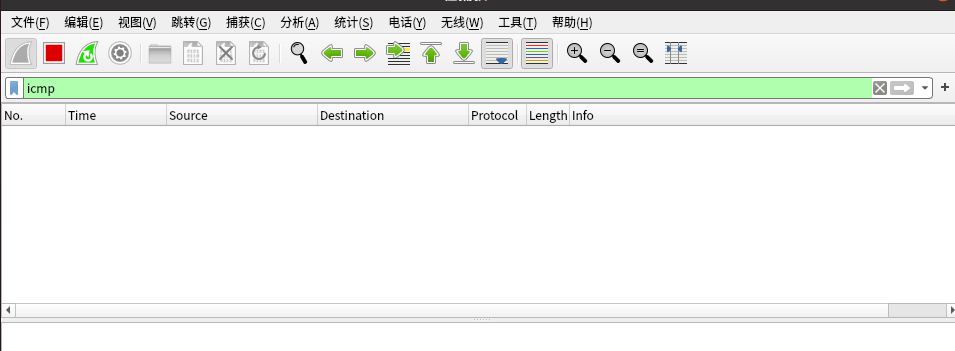 文件(F) 编辑(E) 视图(V) 跳转(G) 捕获(C) 分析(A) 统计(S) 电话(Y) 无线(W) 工具(T) 帮助(H)
icmp
No. Time Source Destination Protocol Length Info